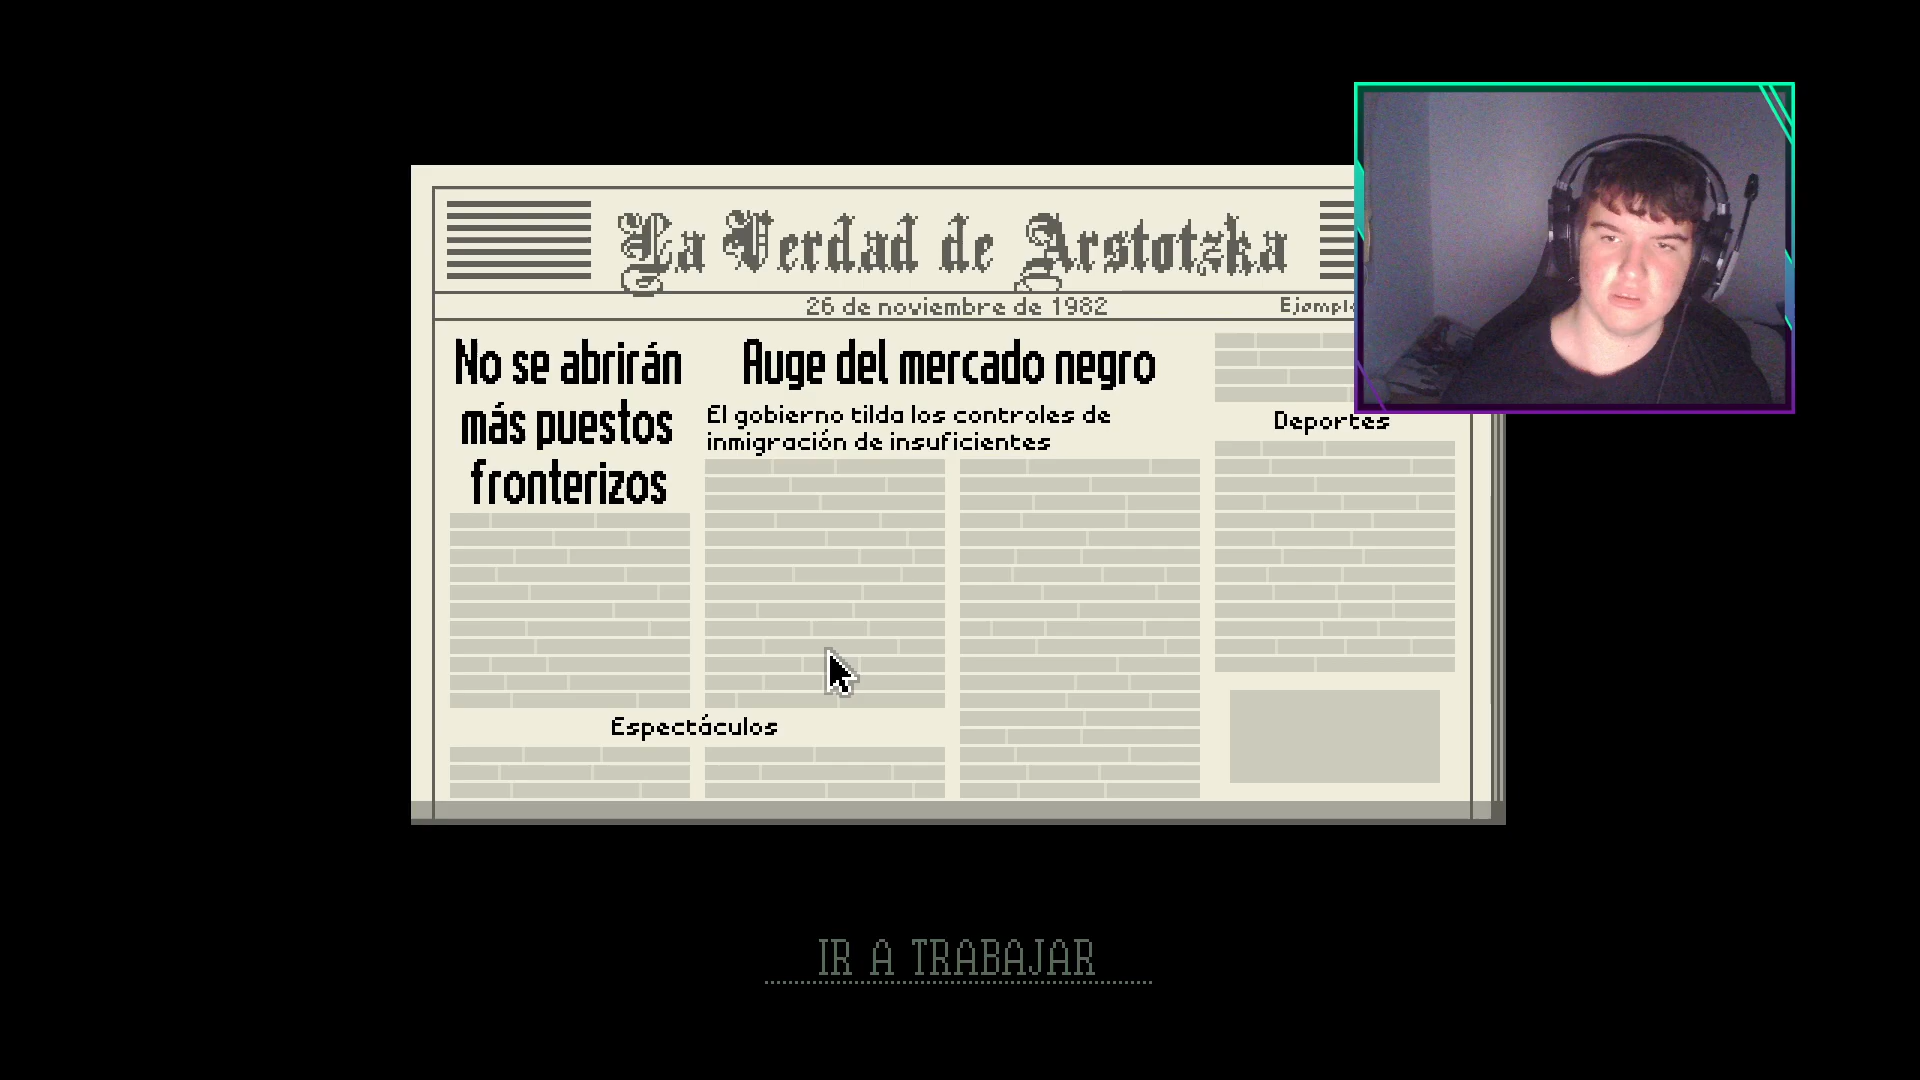 La Verdad de Arstotzka
26 de noviembre de 1982
No se abrirán
más puestos
fronterizos
Auge del mercado negro
El gobierno tilda los controles de
inmigración de insuficientes
Deportes
Espectáculos
IR A TRABAJAR